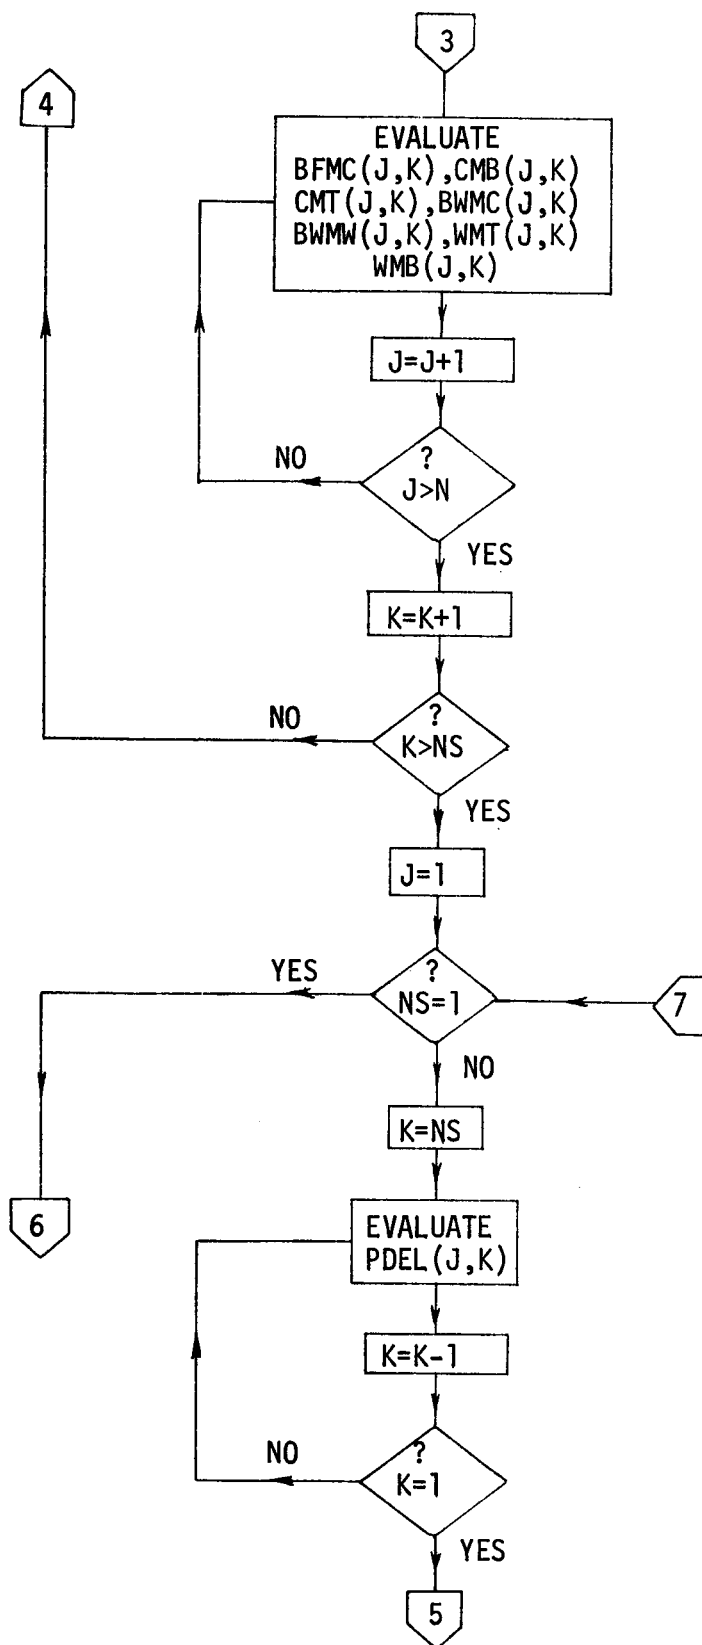 3
4
EVALUATE
BFMC(J,K),CMB(J,K)
CMT(J,K),BWMC(J,K)
BWMW(J,K),WMT(J,K)
WMB(J,K)
J=J+1
?
J>N
NO
YES
K=K+1
?
K>NS
NO
YES
J=1
?
NS=1
YES
7
NO
K=NS
6
EVALUATE
PDEL(J,K)
K=K-1
?
K=1
NO
YES
5